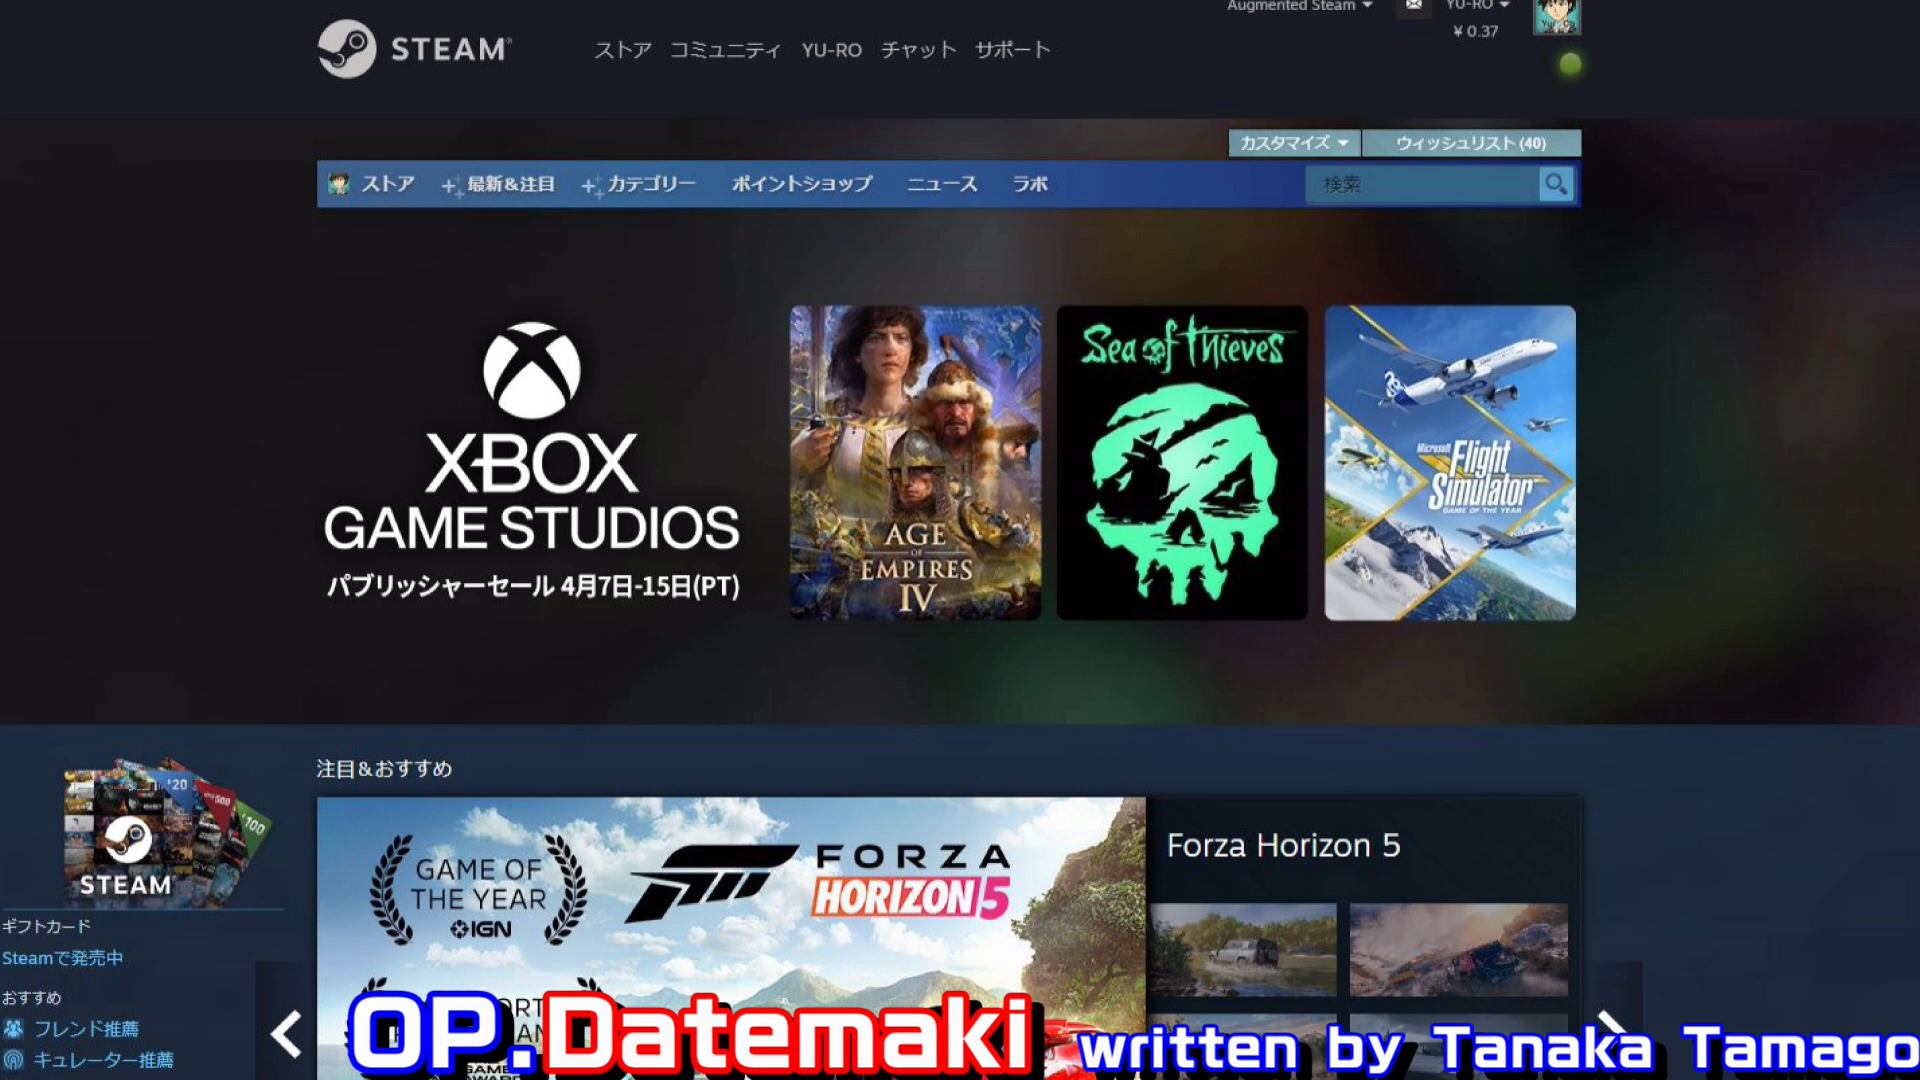 Augmented Steam
YU-RO
¥ 0.37
STEAM
ストア コミュニティ YU-RO チャット サポート
カスタマイズ ウィッシュリスト (40)
ストア 最新&注目 カテゴリー ポイントショップ ニュース ラボ 検索
XBOX
GAME STUDIOS
パブリッシャーセール 4月7日-15日(PT)
AGE
OF
EMPIRES
IV
Sea of Thieves
Microsoft
Flight
Simulator
GAME OF THE YEAR
注目&おすすめ
STEAM
ギフトカード
Steamで発売中
おすすめ
フレンド推薦
キュレーター推薦
GAME OF
THE YEAR
IGN
FORZA
HORIZON 5
Forza Horizon 5
OP.Datemaki written by Tanaka Tamago